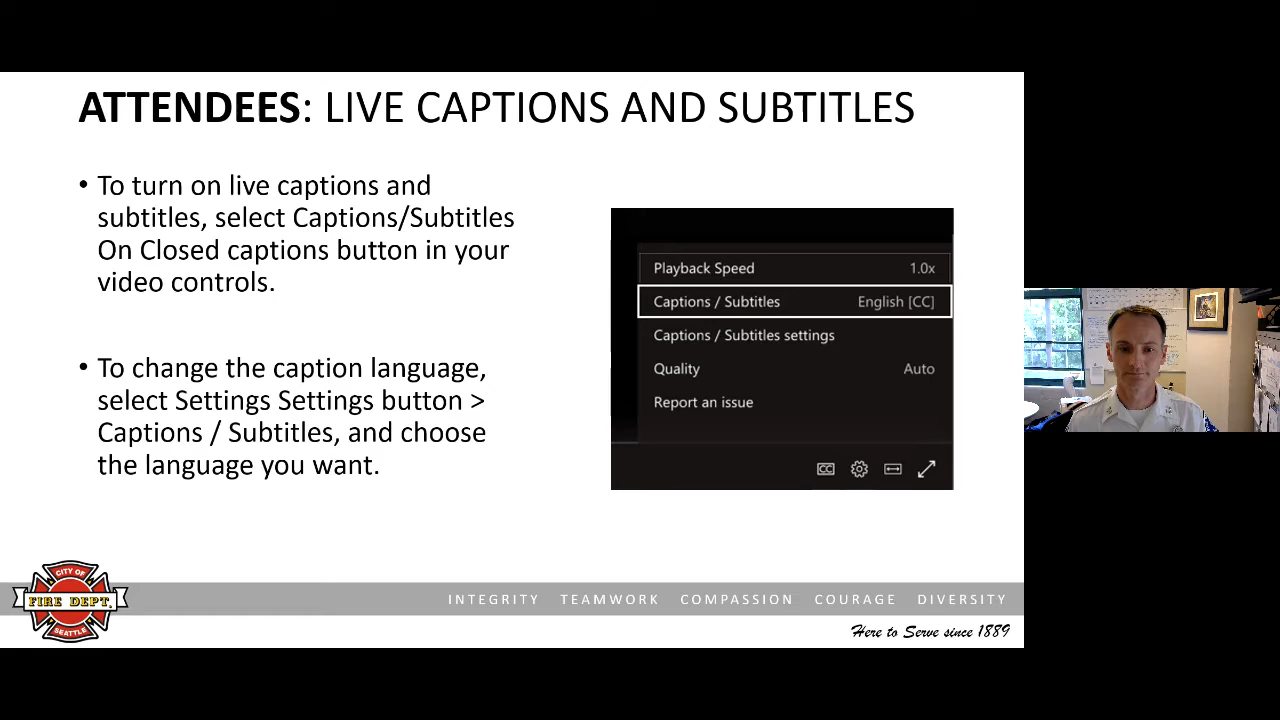 ATTENDEES: LIVE CAPTIONS AND SUBTITLES
• To turn on live captions and
subtitles, select Captions/Subtitles
On Closed captions button in your
video controls.
• To change the caption language,
select Settings Settings button >
Captions / Subtitles, and choose
the language you want.
Playback Speed 1.0x
Captions / Subtitles English [CC]
Captions / Subtitles settings
Quality Auto
Report an issue
CC
CITY OF
FIRE DEPT.
SEATTLE
INTEGRITY TEAMWORK COMPASSION COURAGE DIVERSITY
Here to Serve since 1889